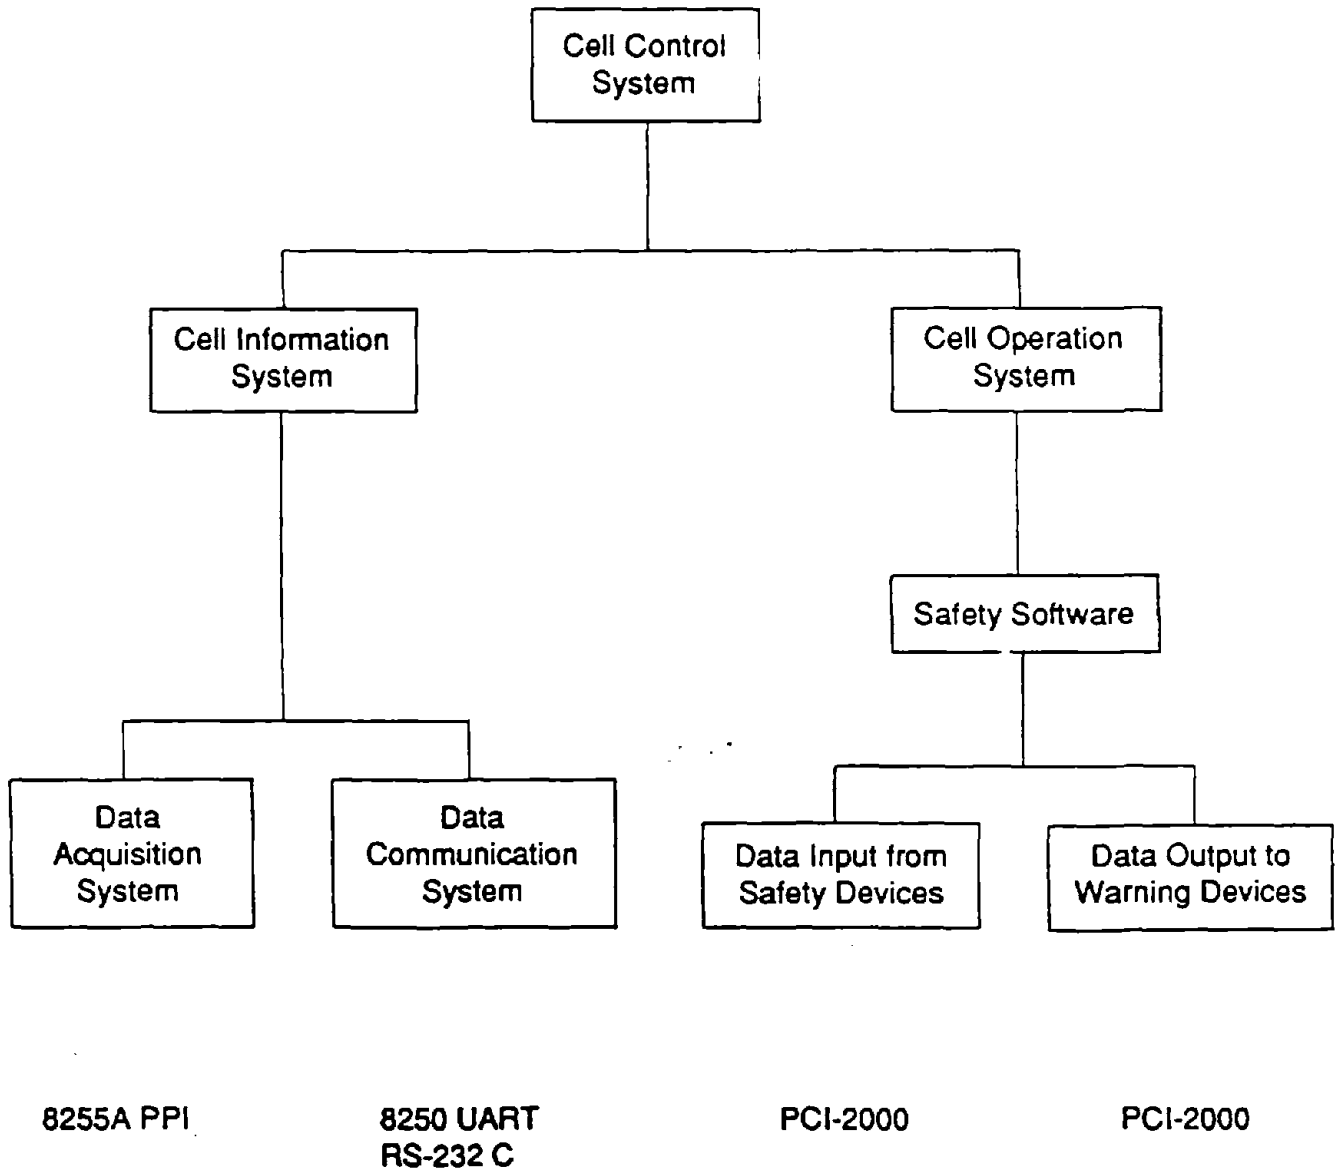 Cell Control
System
Cell Information
System
Cell Operation
System
Safety Software
Data
Acquisition
System
Data
Communication
System
Data Input from
Safety Devices
Data Output to
Warning Devices
8255A PPI
8250 UART
RS-232 C
PCI-2000
PCI-2000